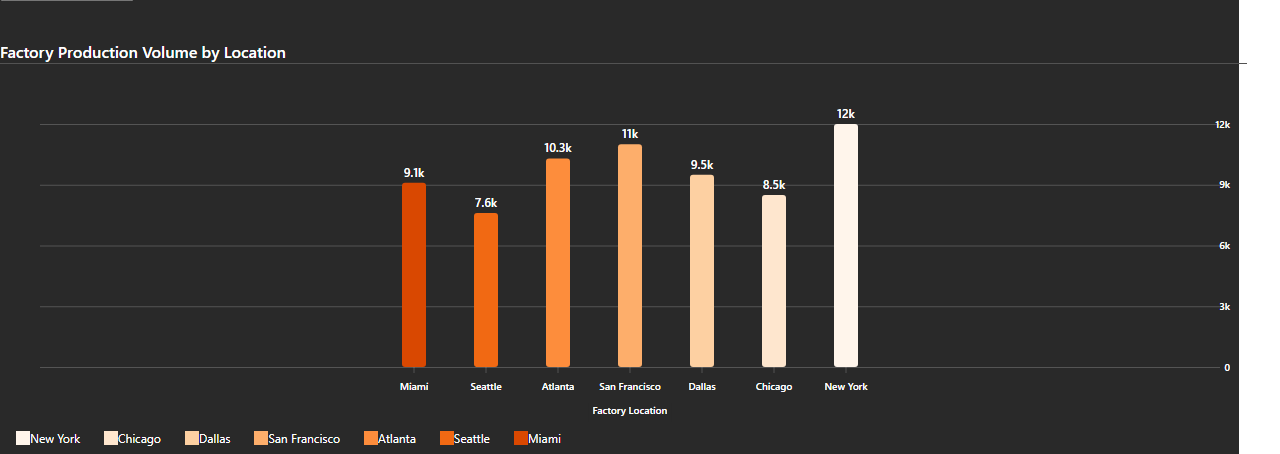 Factory Production Volume by Location
12k
11k
10.3k
9.5k
9.1k
8.5k
7.6k
12k
9k
6k
3k
0
Miami Seattle Atlanta San Francisco Dallas Chicago New York
Factory Location
New York Chicago Dallas San Francisco Atlanta Seattle Miami